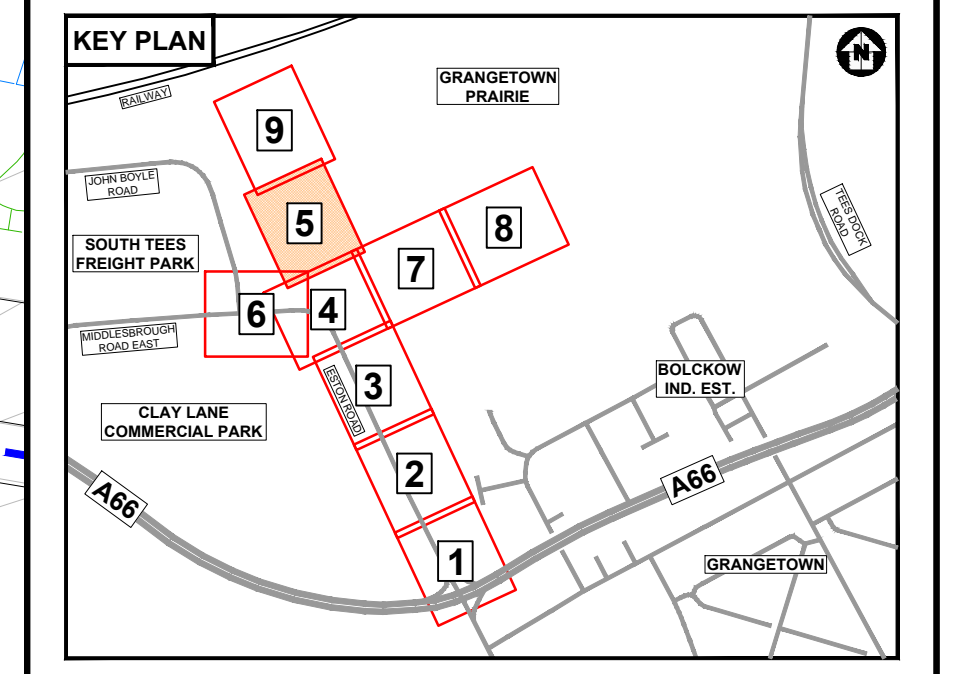 KEY PLAN
N
GRANGETOWN
PRAIRIE
RAILWAY
9
JOHN BOYLE
ROAD
5
8
TEES DOCK
ROAD
SOUTH TEES
FREIGHT PARK
7
6
4
MIDDLESBROUGH
ROAD EAST
3
ESTON ROAD
BOLCKOW
IND. EST.
CLAY LANE
COMMERCIAL PARK
2
A66
A66
1
GRANGETOWN